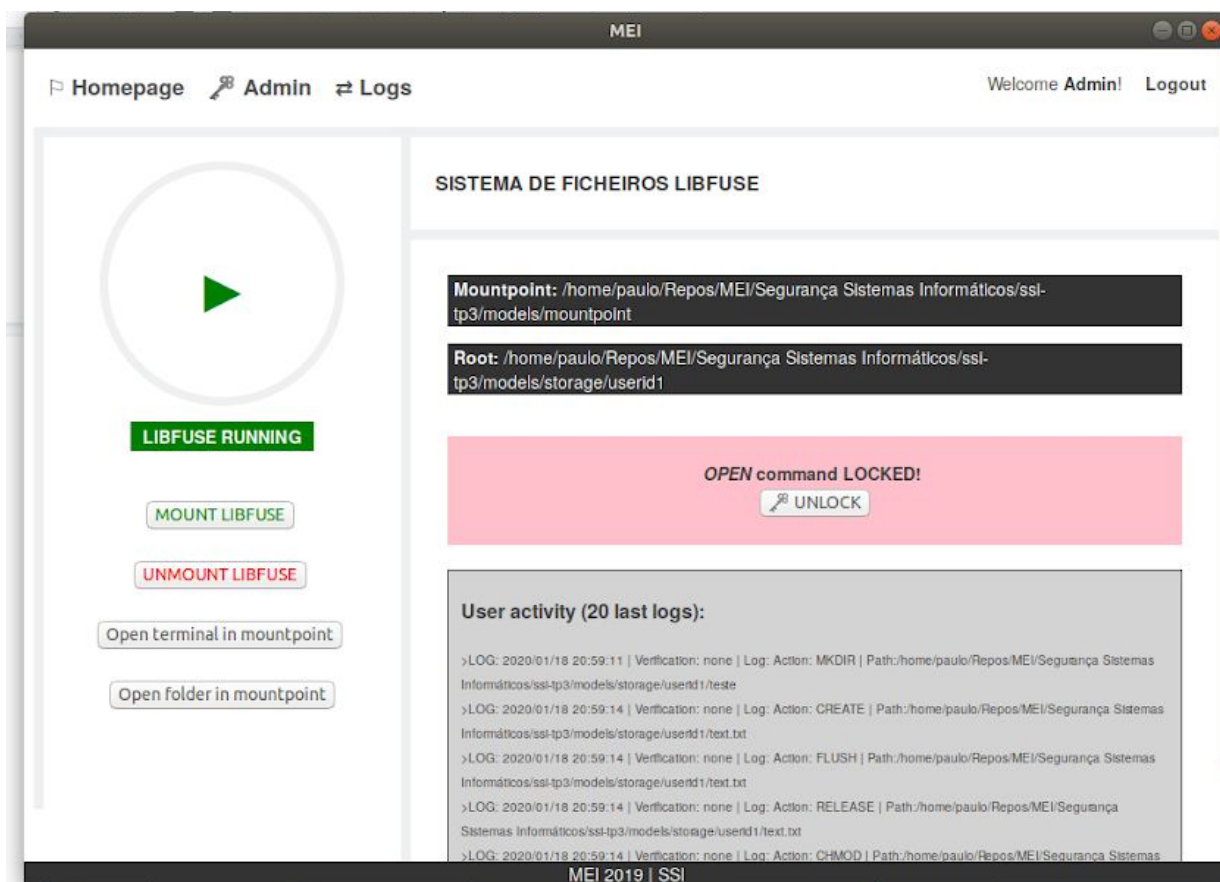 MEI
Homepage Admin Logs
Welcome Admin! Logout
SISTEMA DE FICHEIROS LIBFUSE
Mountpoint: /home/paulo/Repos/MEI/Segurança Sistemas Informáticos/ssi-
tp3/models/mountpoint
Root: /home/paulo/Repos/MEI/Segurança Sistemas Informáticos/ssi-
tp3/models/storage/userid1
LIBFUSE RUNNING
MOUNT LIBFUSE
UNMOUNT LIBFUSE
Open terminal in mountpoint
Open folder in mountpoint
OPEN command LOCKED!
UNLOCK
User activity (20 last logs):
>LOG: 2020/01/18 20:59:11 | Verification: none | Log: Action: MKDIR | Path:/home/paulo/Repos/MEI/Segurança Sistemas
Informáticos/ssi-tp3/models/storage/userid1/teste
>LOG: 2020/01/18 20:59:14 | Verification: none | Log: Action: CREATE | Path:/home/paulo/Repos/MEI/Segurança Sistemas
Informáticos/ssi-tp3/models/storage/userid1/text.txt
>LOG: 2020/01/18 20:59:14 | Verification: none | Log: Action: FLUSH | Path:/home/paulo/Repos/MEI/Segurança Sistemas
Informáticos/ssi-tp3/models/storage/userid1/text.txt
>LOG: 2020/01/18 20:59:14 | Verification: none | Log: Action: RELEASE | Path:/home/paulo/Repos/MEI/Segurança
Sistemas Informáticos/ssi-tp3/models/storage/userid1/text.txt
>LOG: 2020/01/18 20:59:14 | Verification: none | Log: Action: CHMOD | Path:/home/paulo/Repos/MEI/Segurança Sistemas
MEI 2019 | SSI